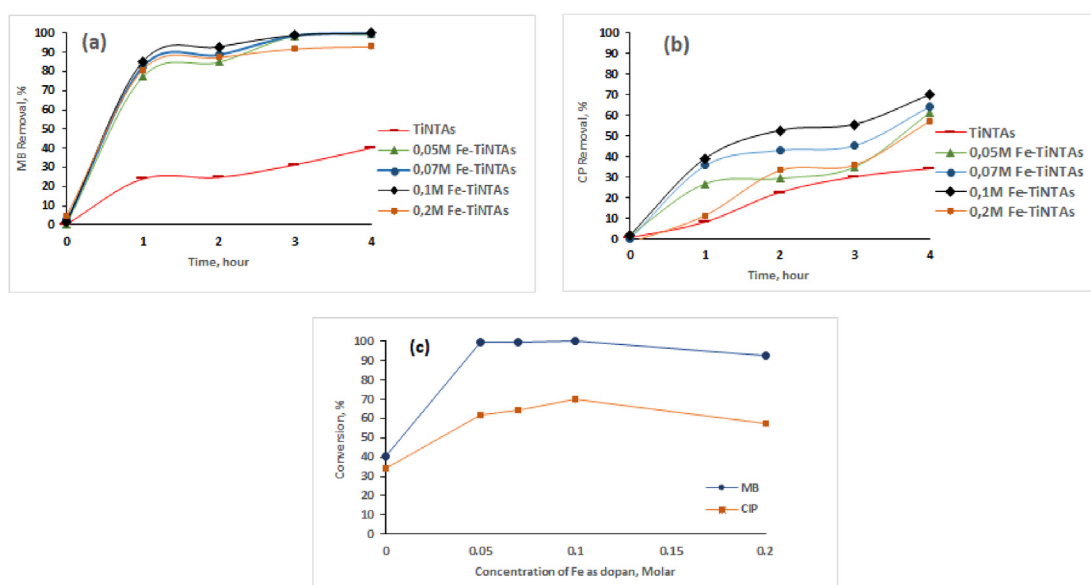 (a)
MB Removal, %
100
90
80
70
60
50
40
30
20
10
0
0 1 2 3 4
Time, hour
TiNTAs
0,05M Fe-TiNTAs
0,07M Fe-TiNTAs
0,1M Fe-TiNTAs
0,2M Fe-TiNTAs
(b)
CP Removal, %
100
90
80
70
60
50
40
30
20
10
0
0 1 2 3 4
Time, hour
TiNTAs
0,05M Fe-TiNTAs
0,07M Fe-TiNTAs
0,1M Fe-TiNTAs
0,2M Fe-TiNTAs
(c)
Conversion, %
100
90
80
70
60
50
40
30
20
10
0
0 0.05 0.1 0.15 0.2
Concentration of Fe as dopan, Molar
MB
CIP